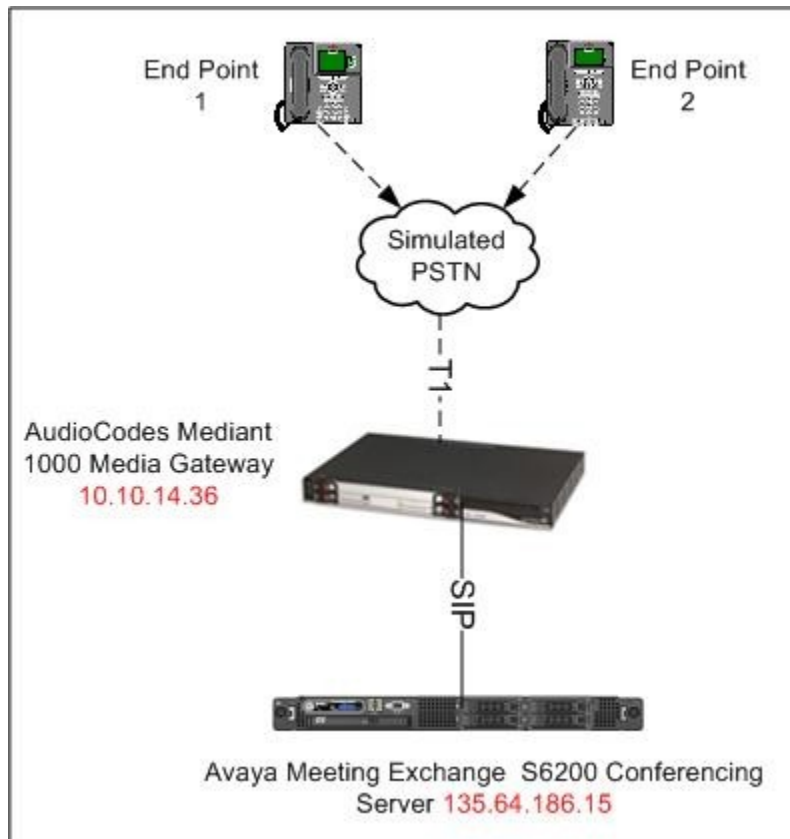 End Point
1
End Point
2
Simulated
PSTN
T1
AudioCodes Mediant
1000 Media Gateway
10.10.14.36
SIP
Avaya Meeting Exchange S6200 Conferencing
Server 135.64.186.15